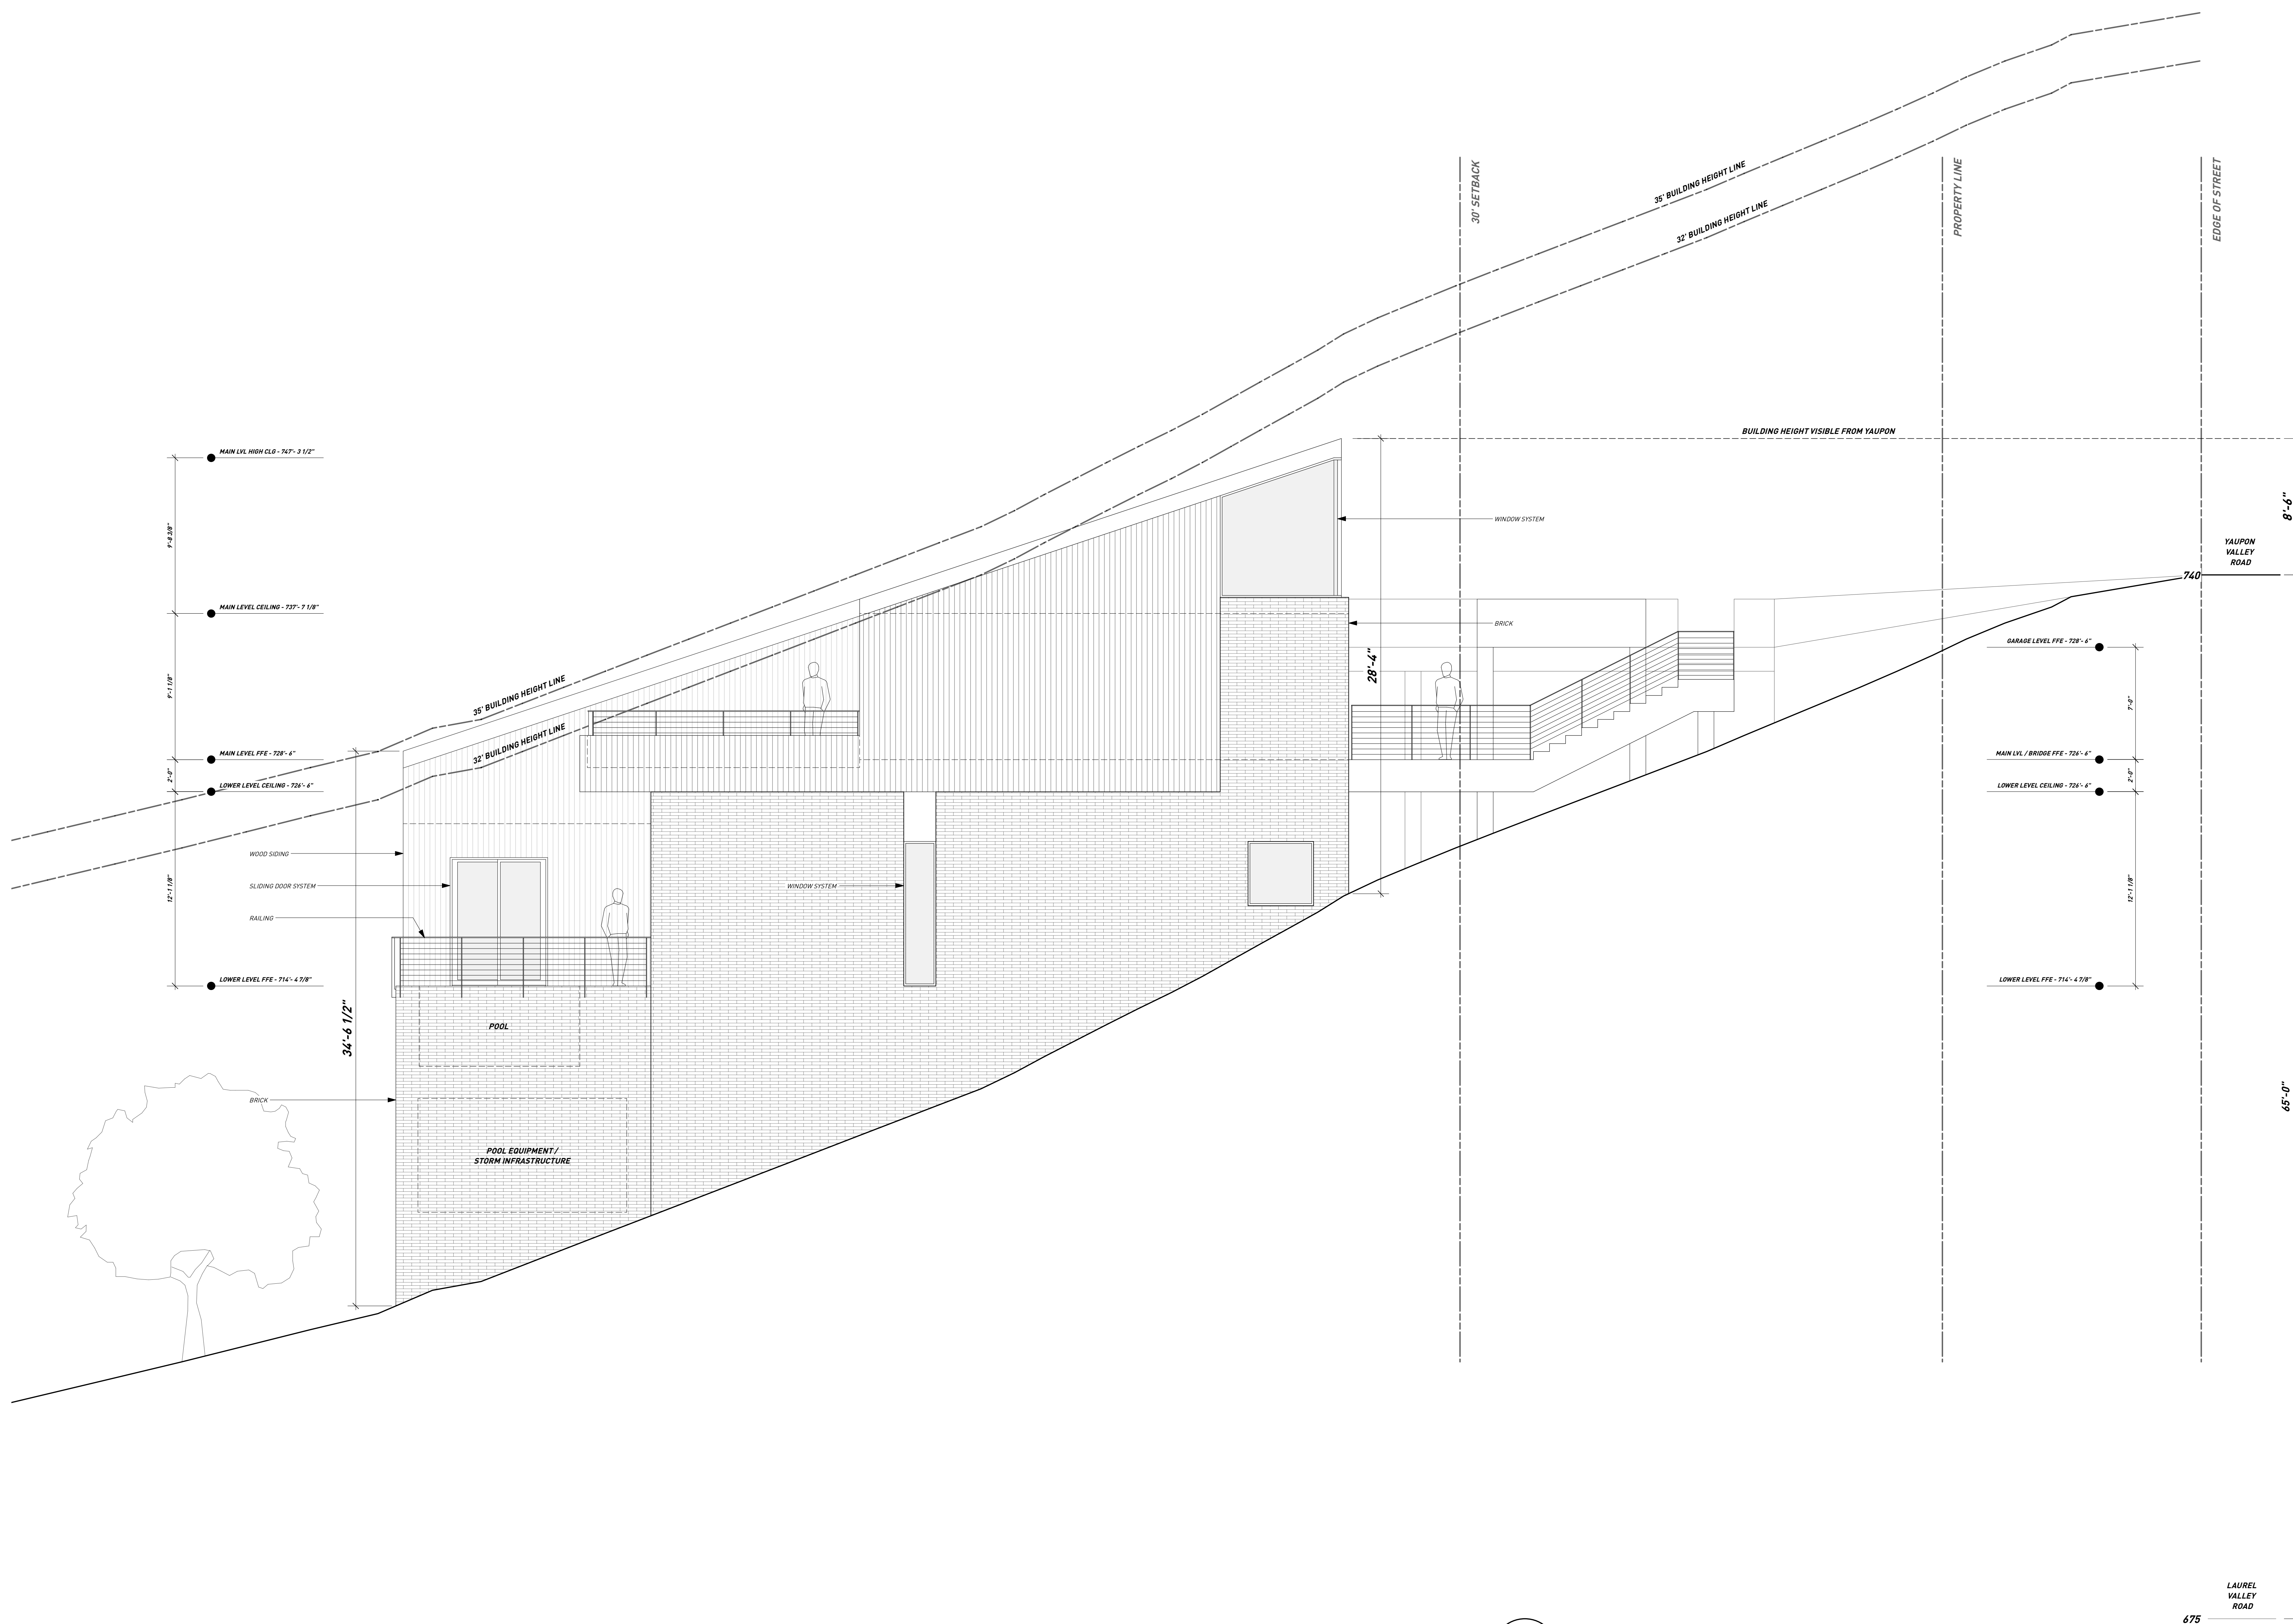 35' BUILDING HEIGHT LINE
32' BUILDING HEIGHT LINE
30' SETBACK
PROPERTY LINE
EDGE OF STREET
BUILDING HEIGHT VISIBLE FROM YAUPON
8'-6"
MAIN LVL HIGH CLG - 747'- 3 1/2"
9'-8 3/8"
WINDOW SYSTEM
YAUPON
VALLEY
ROAD
740
MAIN LEVEL CEILING - 737'- 7 1/8"
BRICK
GARAGE LEVEL FFE - 728'- 6"
28'-4"
9'-1 1/8"
7'-0"
35' BUILDING HEIGHT LINE
32' BUILDING HEIGHT LINE
MAIN LEVEL FFE - 728'- 6"
MAIN LVL / BRIDGE FFE - 726'- 6"
2'-0"
2'-0"
LOWER LEVEL CEILING - 726'- 6"
LOWER LEVEL CEILING - 726'- 6"
WOOD SIDING
SLIDING DOOR SYSTEM
WINDOW SYSTEM
12'-1 1/8"
12'-1 1/8"
RAILING
LOWER LEVEL FFE - 714'- 4 7/8"
LOWER LEVEL FFE - 714'- 4 7/8"
34'-6 1/2"
POOL
BRICK
65'-0"
POOL EQUIPMENT /
STORM INFRASTRUCTURE
LAUREL
VALLEY
ROAD
675